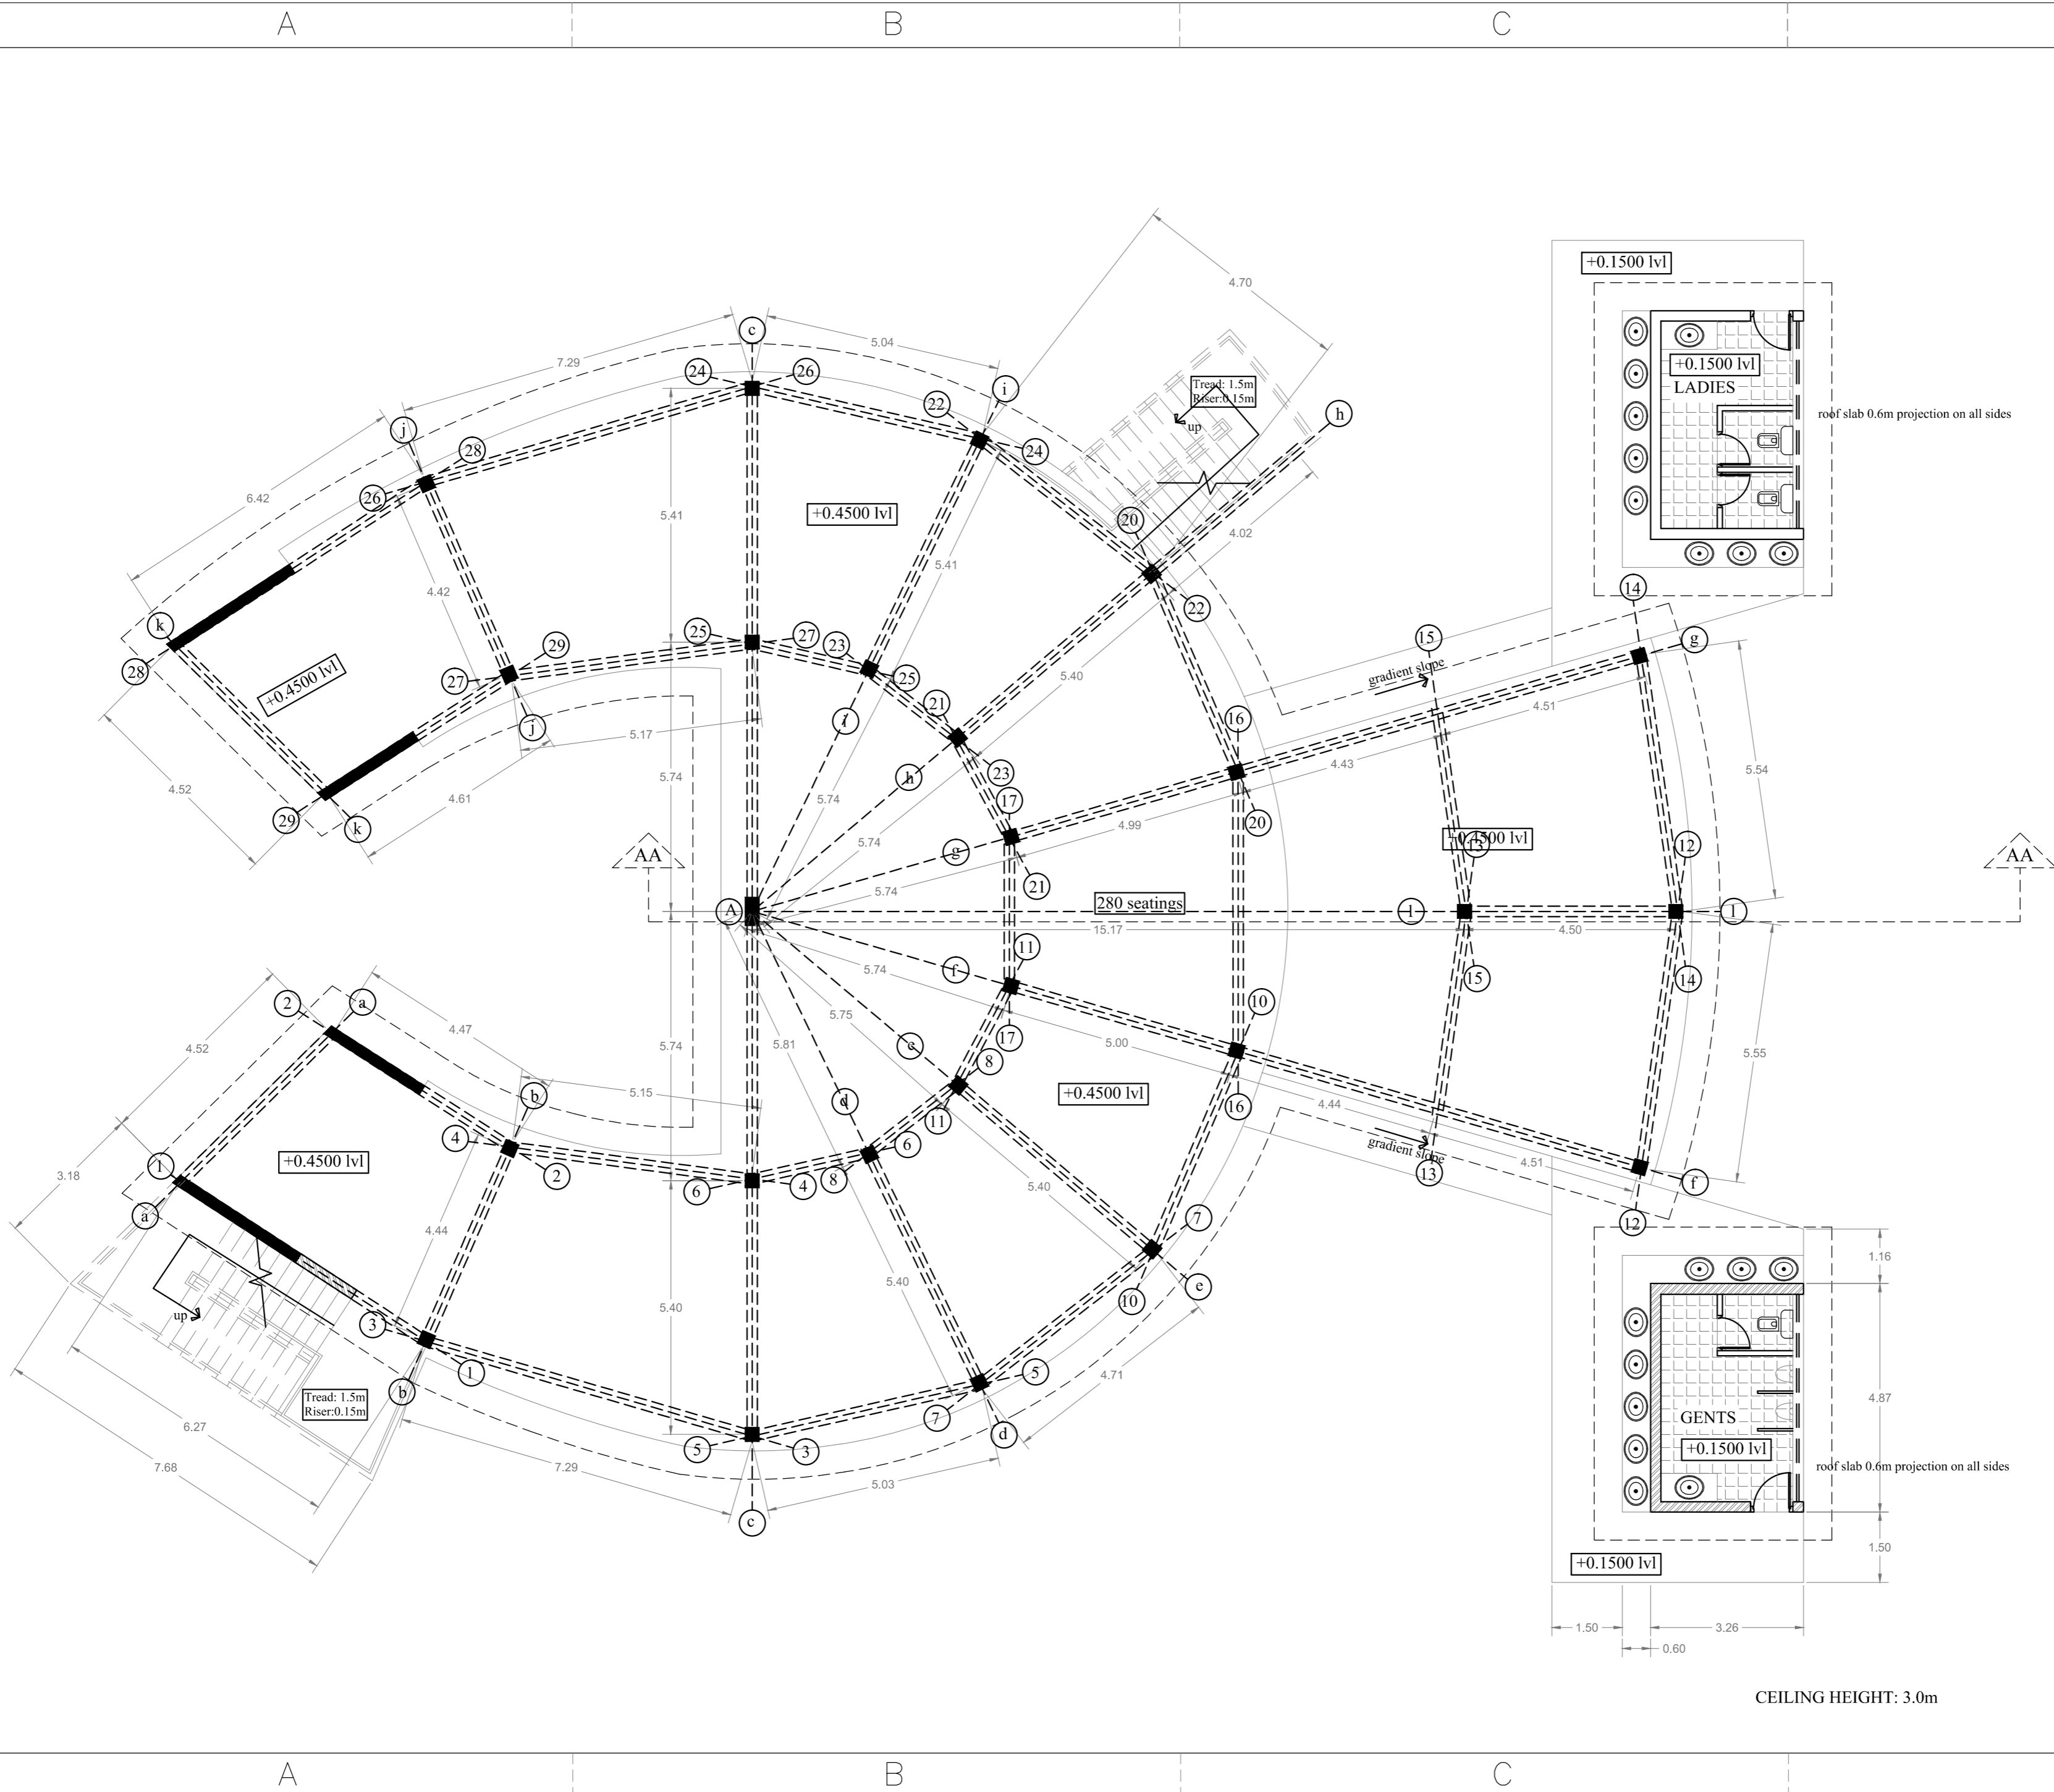 A
B
C
+0.1500 lvl
4.70
c
5.04
7.29
+0.1500 lvl
LADIES
24
26
i
22
Tread: 1.5m
Riser:0.15m
up
h
roof slab 0.6m projection on all sides
j
28
24
26
6.42
5.41
+0.4500 lvl
20
4.02
5.41
4.42
22
14
k
25
27
23
15
g
29
28
27
25
gradient slope
5.40
+0.4500 lvl
21
4.51
i
16
j
5.17
5.74
h
23
4.43
5.54
4.52
4.61
5.74
17
20
29
k
4.99
+0.4500 lvl
13
12
5.74
g
AA
AA
21
5.74
280 seatings
A
1
1
15.17
4.50
11
5.74
f
15
14
2
a
10
5.75
4.47
17
4.52
5.81
e
5.74
5.00
5.55
8
5.15
b
+0.4500 lvl
d
4.44
16
11
4
6
gradient slope
+0.4500 lvl
1
4.51
13
2
8
f
3.18
6
4
5.40
a
7
12
4.44
1.16
5.40
e
up
5.40
10
3
5
4.71
1
b
Tread: 1.5m
Riser:0.15m
4.87
GENTS
6.27
7
d
+0.1500 lvl
5
3
7.68
7.29
roof slab 0.6m projection on all sides
5.03
c
1.50
+0.1500 lvl
1.50
3.26
0.60
CEILING HEIGHT: 3.0m
A
B
C